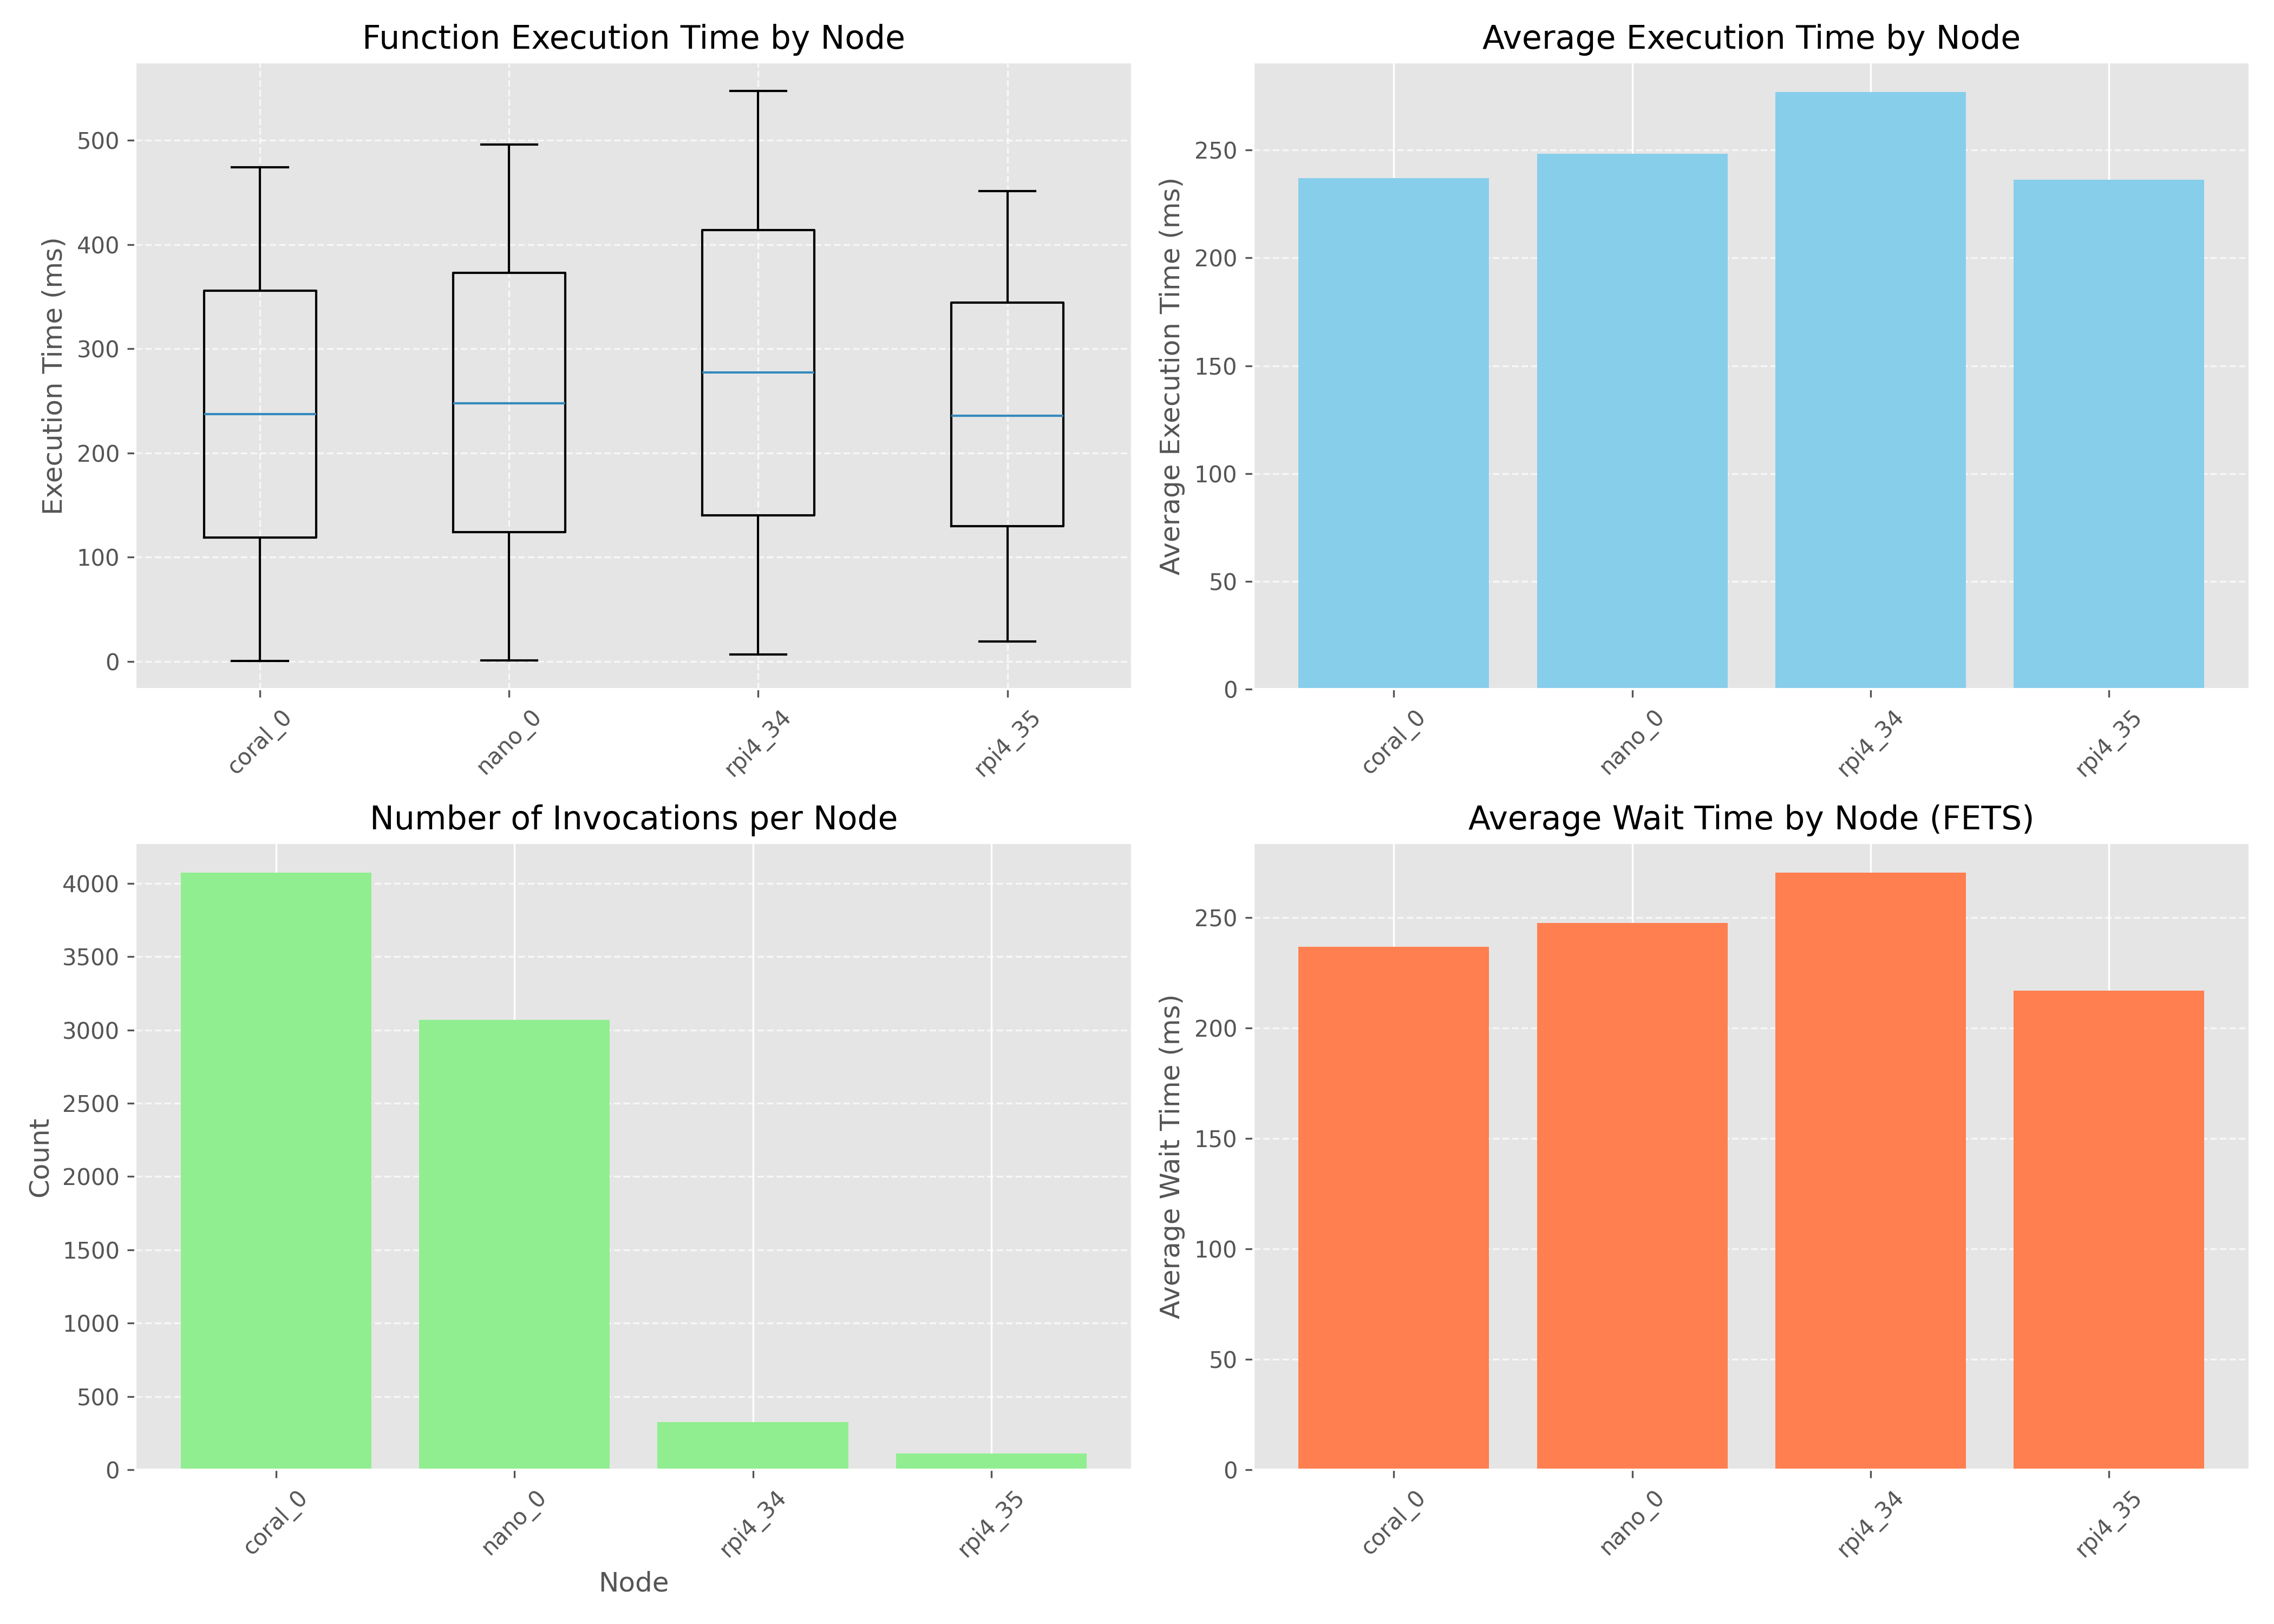 Function Execution Time by Node
Execution Time (ms)
500
400
300
200
100
0
coral_0
nano_0
rpi4_34
rpi4_35
Average Execution Time by Node
Average Execution Time (ms)
250
200
150
100
50
0
coral_0
nano_0
rpi4_34
rpi4_35
Number of Invocations per Node
Count
4000
3500
3000
2500
2000
1500
1000
500
0
coral_0
nano_0
rpi4_34
rpi4_35
Node
Average Wait Time by Node (FETS)
Average Wait Time (ms)
250
200
150
100
50
0
coral_0
nano_0
rpi4_34
rpi4_35